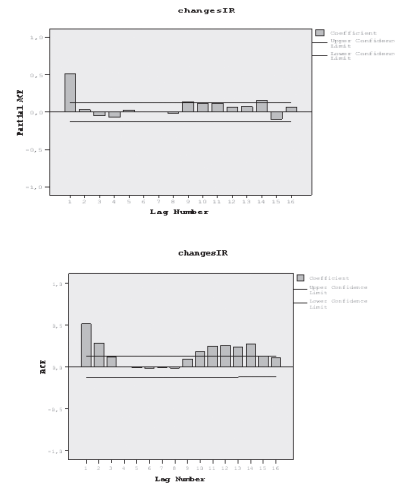 changesIR
1,0
0,5
0,0
-0,5
-1,0
Partial ACF
1 2 3 4 5 6 7 8 9 10 11 12 13 14 15 16
Lag Number
Coefficient
Upper Confidence
Limit
Lower Confidence
Limit
changesIR
1,0
0,5
0,0
-0,5
-1,0
ACF
1 2 3 4 5 6 7 8 9 10 11 12 13 14 15 16
Lag Number
Coefficient
Upper Confidence
Limit
Lower Confidence
Limit